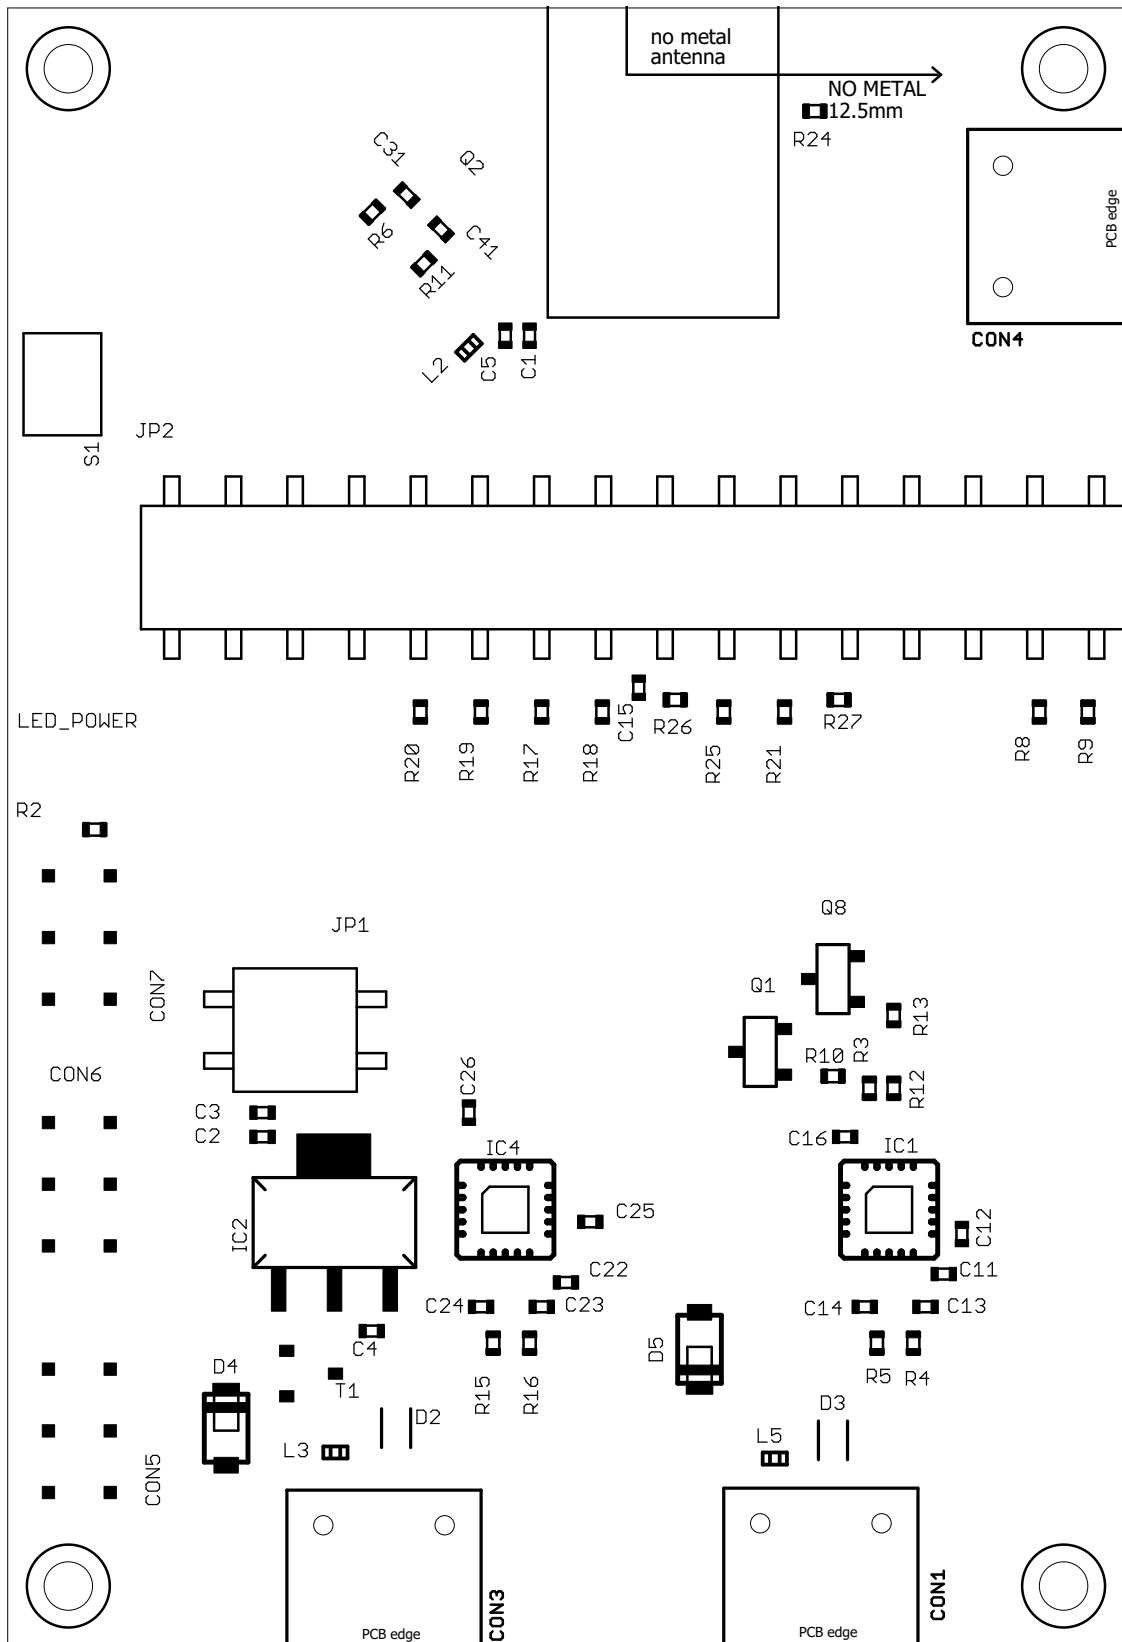 no metal
antenna
NO METAL
12.5mm
R24
C31
Q2
R6
C41
R11
PCB edge
CON4
L2
C5
C1
S1
JP2
LED_POWER
R20
R19
R17
R18
C15
R26
R25
R21
R27
R8
R9
R2
JP1
Q8
CON7
Q1
R13
R10
R3
R12
CON6
C26
C3
C2
C16
IC4
IC1
IC2
C25
C12
C22
C11
C24
C23
C14
C13
C4
D5
R15
R16
R5
R4
D4
T1
D2
D3
L3
L5
CON5
CON3
CON1
PCB edge
PCB edge